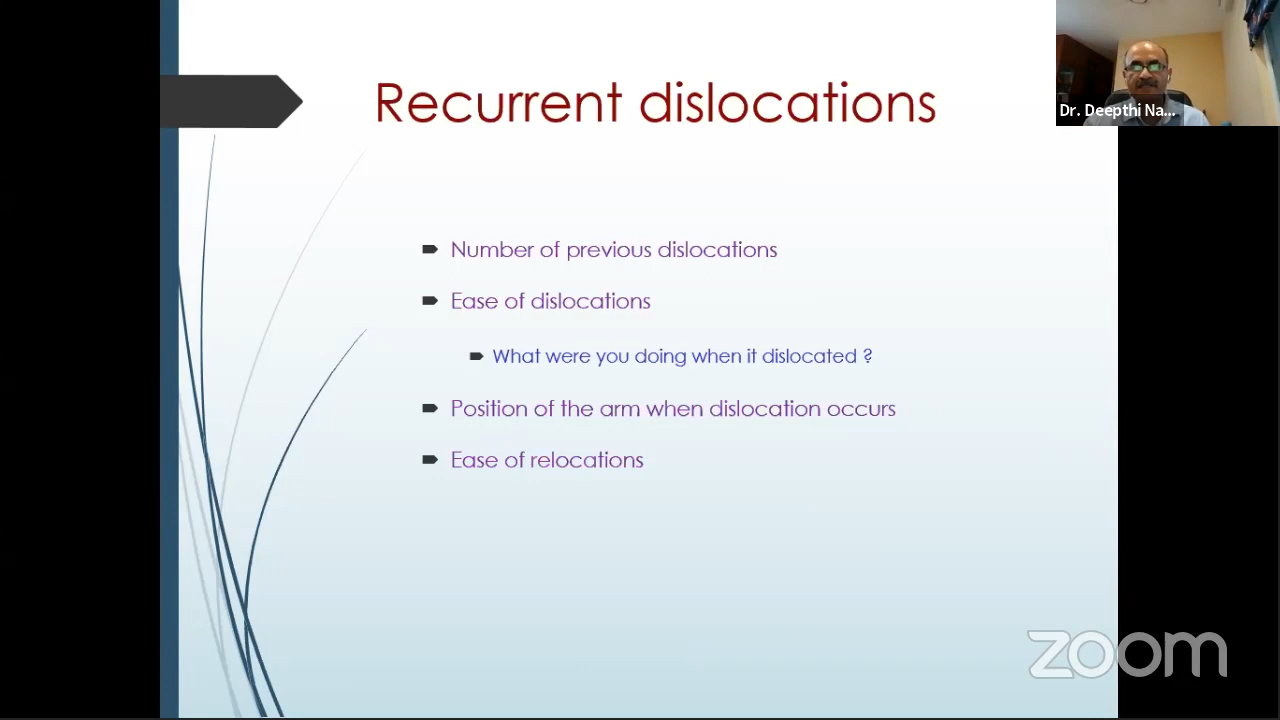 Recurrent dislocations
Dr. Deepthi Na...
Number of previous dislocations
Ease of dislocations
What were you doing when it dislocated ?
Position of the arm when dislocation occurs
Ease of relocations
zoom